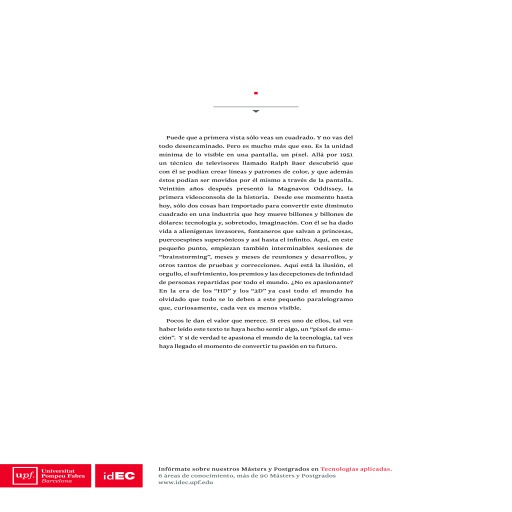 Puede que a primera vista sólo veas un cuadrado. Y no vas del
todo desencaminado. Pero es mucho más que eso. Es la unidad
mínima de lo visible en una pantalla, un píxel. Allá por 1951
un técnico de televisores llamado Ralph Baer descubrió que
con él se podían crear líneas y patrones de color, y que además
éstos podían ser movidos por él mismo a través de la pantalla.
Veintiún años después presentó la Magnavox Oddissey, la
primera videoconsola de la historia. Desde ese momento hasta
hoy, sólo dos cosas han importado para convertir este diminuto
cuadrado en una industria que hoy mueve billones y billones de
dólares: tecnología y, sobretodo, imaginación. Con él se ha dado
vida a alienígenas invasores, fontaneros que salvan a princesas,
puercoespines supersónicos y así hasta el infinito. Aquí, en este
pequeño punto, empiezan también interminables sesiones de
"brainstorming", meses y meses de reuniones y desarrollos, y
otros tantos de pruebas y correcciones. Aquí está la ilusión, el
orgullo, el sufrimiento, los premios y las decepciones de infinidad
de personas repartidas por todo el mundo. ¿No es apasionante?
En la era de los "HD" y los "3D" ya casi todo el mundo ha
olvidado que todo se lo deben a este pequeño paralelogramo
que, curiosamente, cada vez es menos visible.
Pocos le dan el valor que merece. Si eres uno de ellos, tal vez
haber leído este texto te haya hecho sentir algo, un "píxel de emo-
ción". Y si de verdad te apasiona el mundo de la tecnología, tal vez
haya llegado el momento de convertir tu pasión en tu futuro.
upf. Universitat
Pompeu Fabra
Barcelona
idEC
Infórmate sobre nuestros Másters y Postgrados en Tecnologías aplicadas.
6 áreas de conocimiento, más de 90 Másters y Postgrados
www.idec.upf.edu